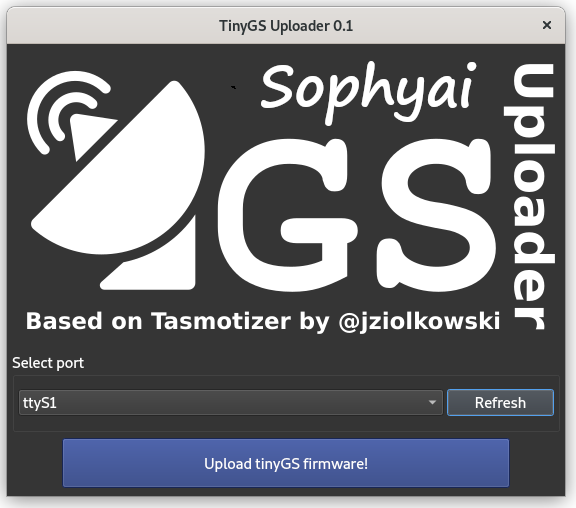 TinyGS Uploader 0.1
Sophyai
GS
Uploader
Based on Tasmotizer by @jziolkowski
Select port
ttyS1
Refresh
Upload tinyGS firmware!